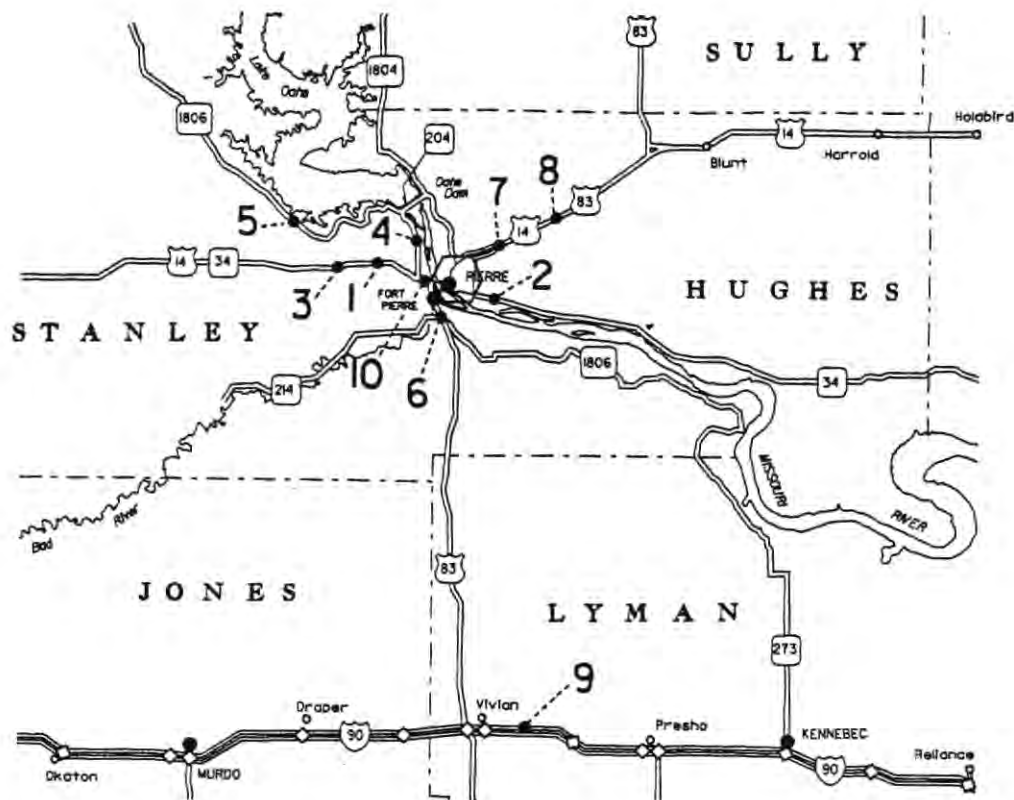 83
SULLY
Lake
Oahe
1804
1806
204
14
Holabird
Blunt
Harrold
Oahe
Dam
8
83
7
14
5
4
14
34
3
1
FORT
PIERRE
PIERRE
2
HUGHES
STANLEY
10
6
1806
34
214
MISSOURI
RIVER
Bad
River
JONES
83
LYMAN
273
9
Draper
90
Vivian
Presho
KENNEBEC
Reliance
Okaton
MURDO
90